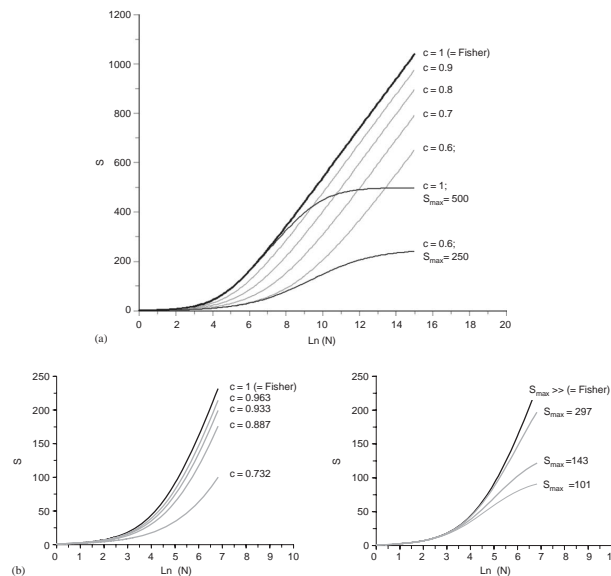 1200
1000
800
600
400
200
0
S
0 2 4 6 8 10 12 14 16 18 20
Ln (N)
c = 1 (= Fisher)
c = 0.9
c = 0.8
c = 0.7
c = 0.6;
c = 1;
Smax= 500
c = 0.6;
Smax= 250
(a)
250
200
150
100
50
0
S
0 1 2 3 4 5 6 7 8 9 10
Ln (N)
c = 1 (= Fisher)
c = 0.963
c = 0.933
c = 0.887
c = 0.732
(b)
250
200
150
100
50
0
S
0 1 2 3 4 5 6 7 8 9
Ln (N)
Smax >> (= Fisher)
Smax = 297
Smax =143
Smax =101